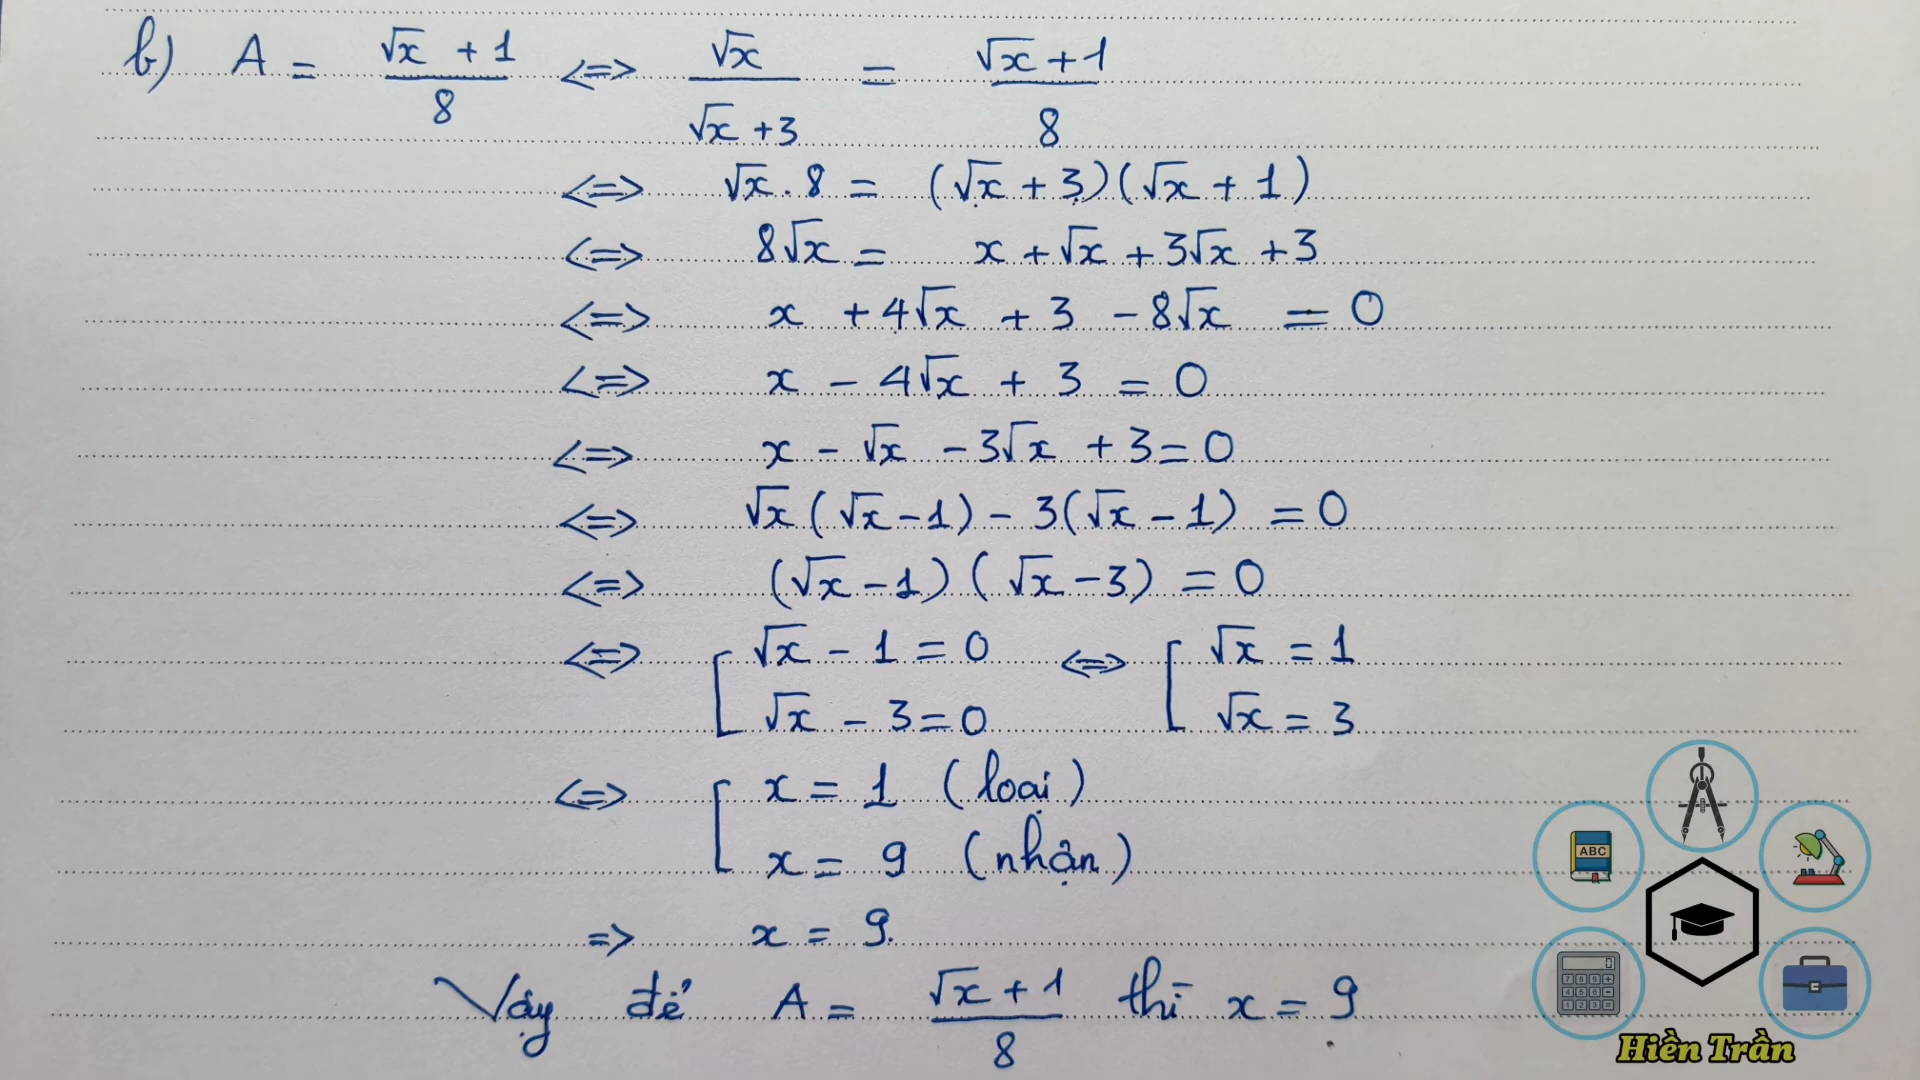 b) A = (√x + 1)/8 <=> √x/(√x + 3) = (√x + 1)/8
<=> √x . 8 = (√x + 3)(√x + 1)
<=> 8√x = x + √x + 3√x + 3
<=> x + 4√x + 3 - 8√x = 0
<=> x - 4√x + 3 = 0
<=> x - √x - 3√x + 3 = 0
<=> √x (√x - 1) - 3(√x - 1) = 0
<=> (√x - 1) (√x - 3) = 0
<=> [ √x - 1 = 0 <=> [ √x = 1
√x - 3 = 0 √x = 3
<=> [ x = 1 (loại)
x = 9 (nhận)
=> x = 9.
Vậy để A = (√x + 1)/8 thì x = 9
ABC
Hiền Trần